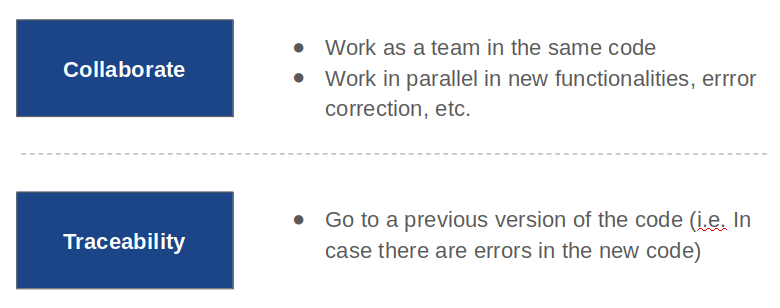 Collaborate
● Work as a team in the same code
● Work in parallel in new functionalities, errror
correction, etc.
Traceability
● Go to a previous version of the code (i.e. In
case there are errors in the new code)